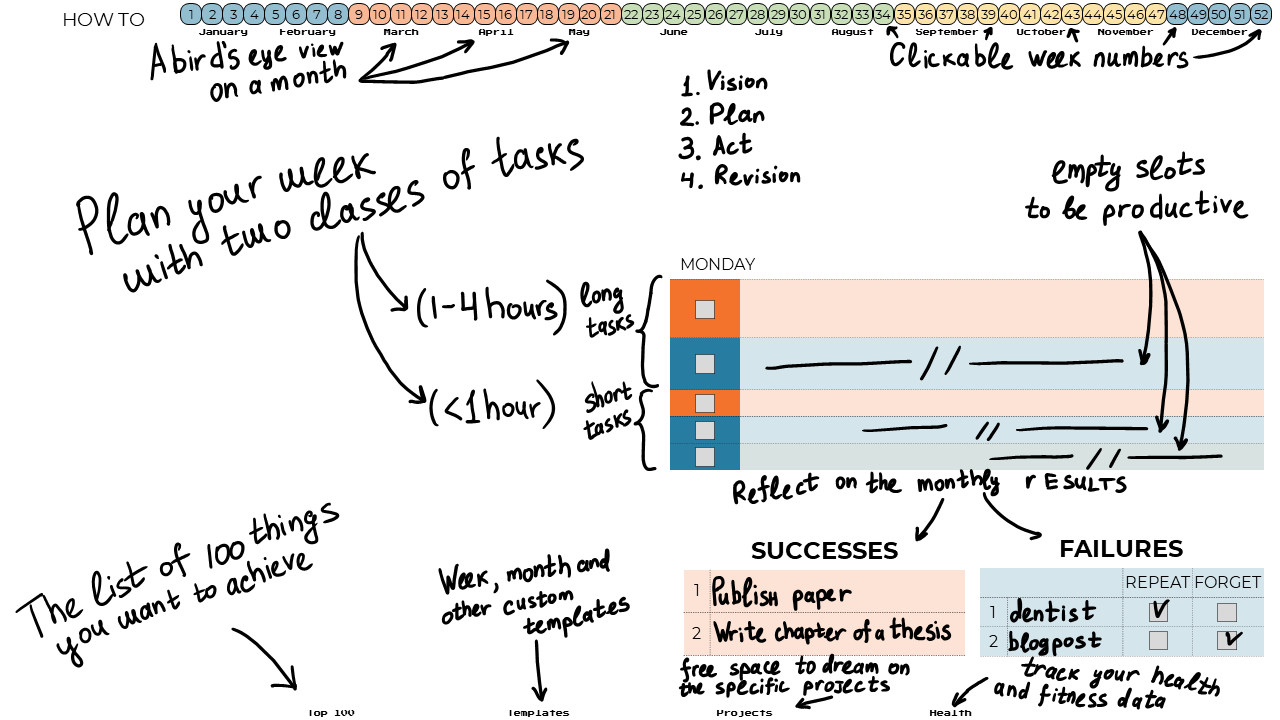 HOW TO
1 2 3 4 5 6 7 8 9 10 11 12 13 14 15 16 17 18 19 20 21 22 23 24 25 26 27 28 29 30 31 32 33 34 35 36 37 38 39 40 41 42 43 44 45 46 47 48 49 50 51 52
January February March April May June July August September October November December
A bird's eye view
on a month
Clickable week numbers
1. Vision
2. Plan
3. Act
4. Revision
Plan your week
with two classes of tasks
empty slots
to be productive
MONDAY
(1-4 hours)
long
tasks
(<1 hour)
short
tasks
Reflect on the monthly rESULTS
The list of 100 things
you want to achieve
Week, month and
other custom
templates
SUCCESSES
1 Publish paper
2 Write chapter of a thesis
FAILURES
REPEAT FORGET
1 dentist
2 blogpost
free space to dream on
the specific projects
track your health
and fitness data
Top 100
Templates
Projects
Health